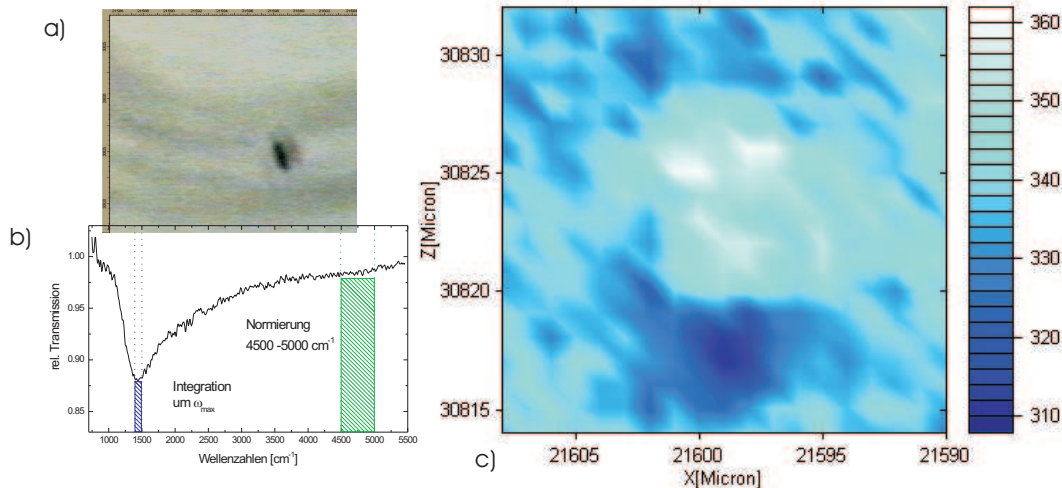 a)
b)
rel. Transmission
1.00
0.95
0.90
0.85
Normierung
4500 -5000 cm⁻¹
Integration
um ω_max
1000 1500 2000 2500 3000 3500 4000 4500 5000 5500
Wellenzahlen [cm⁻¹]
c)
Z[Micron]
30830
30825
30820
30815
21605 21600 21595 21590
X[Micron]
360
350
340
330
320
310